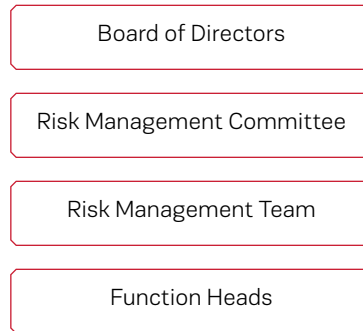 Board of Directors
Risk Management Committee
Risk Management Team
Function Heads